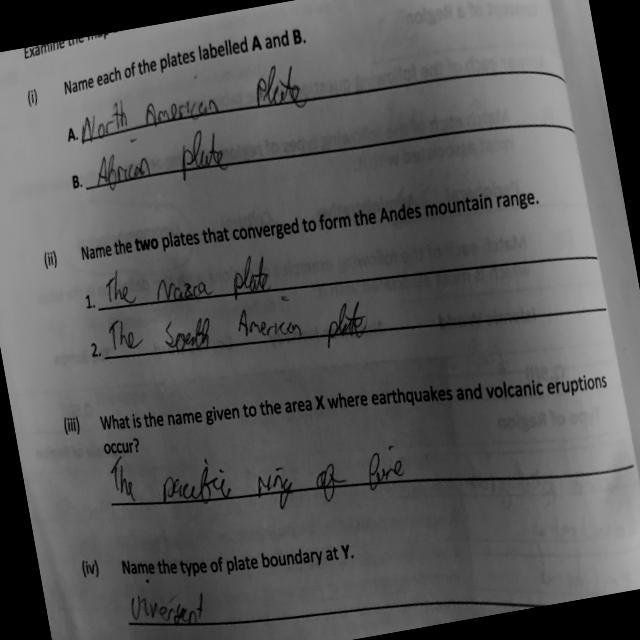 Examine the map
(i) Name each of the plates labelled A and B.
A. North American plate
B. African plate
(ii) Name the two plates that converged to form the Andes mountain range.
1. The Nazca plate
2. The South American plate
(iii) What is the name given to the area X where earthquakes and volcanic eruptions
occur?
The pacific ring of fire
(iv) Name the type of plate boundary at Y.